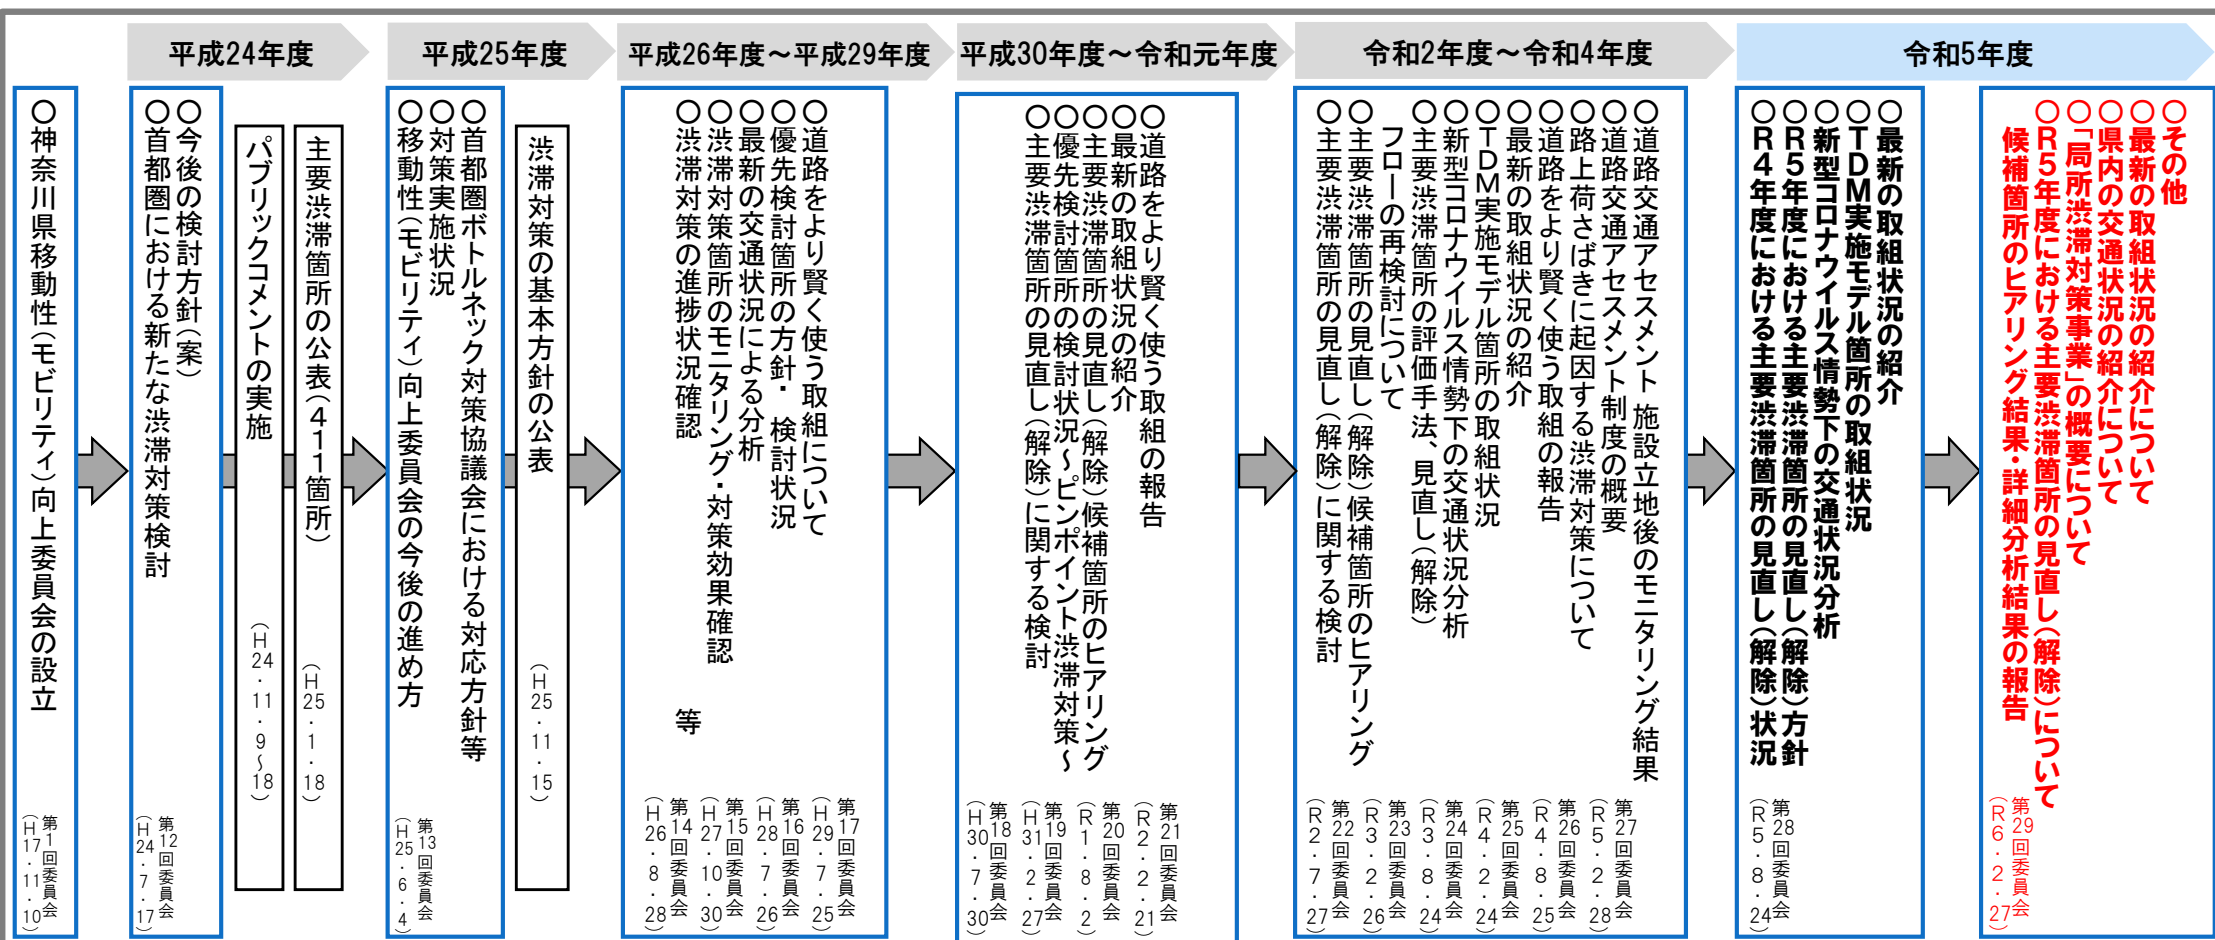 平成24年度
平成25年度
平成26年度～平成29年度
平成30年度～令和元年度
令和2年度～令和4年度
令和5年度
○神奈川県移動性（モビリティ）向上委員会の設立
第1回委員会
（H17．11．10）
○今後の検討方針（案）
○首都圏における新たな渋滞対策検討
第12回委員会
（H24．7．17）
パブリックコメントの実施
（H24．11．9～18）
主要渋滞箇所の公表（411箇所）
（H25．1．18）
○首都圏ボトルネック対策協議会における対応方針等
○対策実施状況
○移動性（モビリティ）向上委員会の今後の進め方
第13回委員会
（H25．6．4）
渋滞対策の基本方針の公表
（H25．11．15）
○道路をより賢く使う取組について
○優先検討箇所の方針・検討状況
○最新の交通状況による分析
○渋滞対策箇所のモニタリング・対策効果確認
○渋滞対策の進捗状況確認　等
第17回委員会
（H29．7．25）
第16回委員会
（H28．7．26）
第15回委員会
（H27．10．30）
第14回委員会
（H26．8．28）
○道路をより賢く使う取組の報告
○最新の取組状況の紹介
○主要渋滞箇所の見直し（解除）候補箇所のヒアリング
○優先検討箇所の検討状況～ピンポイント渋滞対策～
○主要渋滞箇所の見直し（解除）に関する検討
第21回委員会
（R2．2．21）
第20回委員会
（R1．8．2）
第19回委員会
（H31．2．27）
第18回委員会
（H30．7．30）
○道路交通アセスメント 施設立地後のモニタリング結果
○道路交通アセスメント制度の概要
○路上荷さばきに起因する渋滞対策について
○道路をより賢く使う取組の報告
○最新の取組状況の紹介
○TDM実施モデル箇所の取組状況
○新型コロナウイルス情勢下の交通状況分析
○主要渋滞箇所の評価手法、見直し（解除）
フローの再検討について
○主要渋滞箇所の見直し（解除）候補箇所のヒアリング
○主要渋滞箇所の見直し（解除）に関する検討
第27回委員会
（R5．2．28）
第26回委員会
（R4．8．25）
第25回委員会
（R4．2．24）
第24回委員会
（R3．8．24）
第23回委員会
（R3．2．26）
第22回委員会
（R2．7．27）
○最新の取組状況の紹介
○TDM実施モデル箇所の取組状況
○新型コロナウイルス情勢下の交通状況分析
○R5年度における主要渋滞箇所の見直し（解除）方針
○R4年度における主要渋滞箇所の見直し（解除）状況
第28回委員会
（R5．8．24）
○その他
○最新の取組状況の紹介について
○県内の交通状況の紹介について
○「局所渋滞対策事業」の概要について
○R5年度における主要渋滞箇所の見直し（解除）について
候補箇所のヒアリング結果・詳細分析結果の報告
第29回委員会
（R6．2．27）